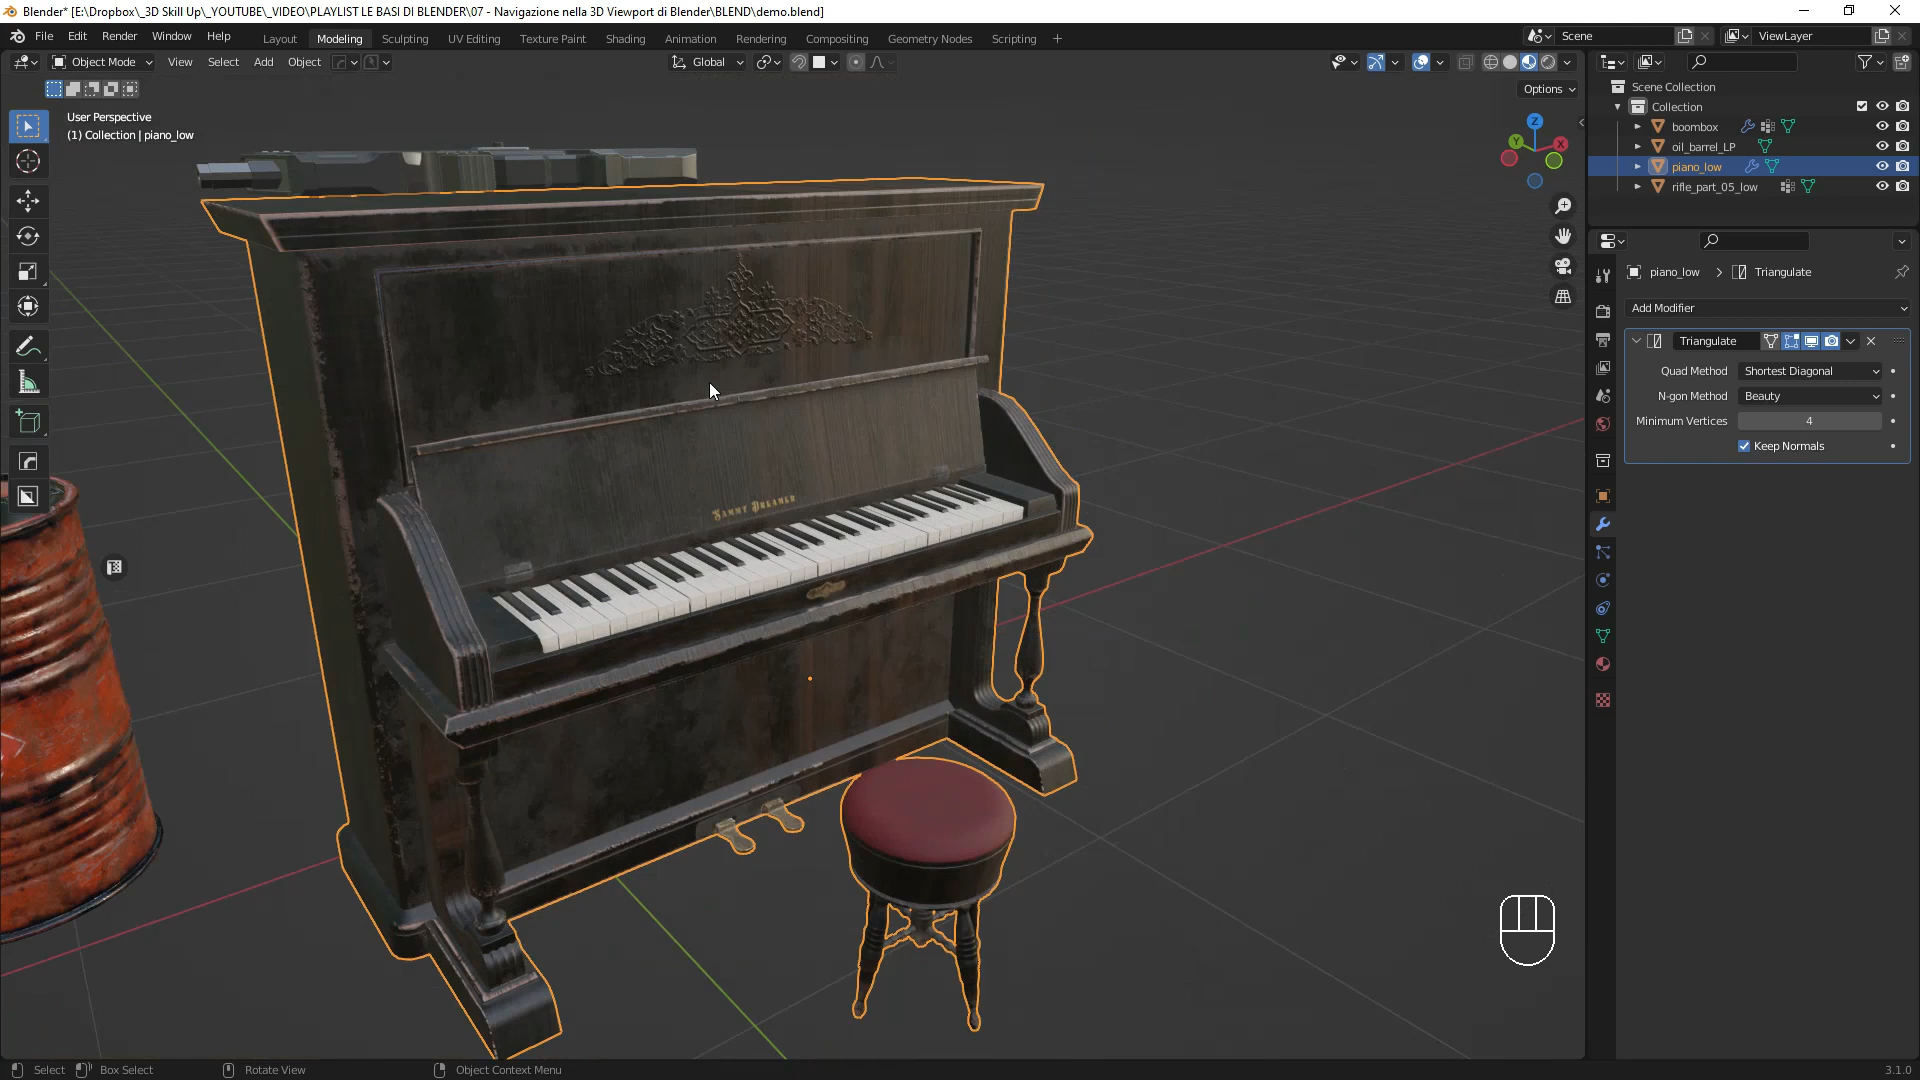 Blender* [E:\Dropbox\_3D Skill Up\_YOUTUBE\_VIDEO\PLAYLIST LE BASI DI BLENDER\07 - Navigazione nella 3D Viewport di Blender\BLEND\demo.blend]
File Edit Render Window Help Layout Modeling Sculpting UV Editing Texture Paint Shading Animation Rendering Compositing Geometry Nodes Scripting + Scene ViewLayer
Object Mode View Select Add Object Global
Options
User Perspective
(1) Collection | piano_low
Z
Y
X
SAMMY DREAMER
Scene Collection
Collection
boombox
oil_barrel_LP
piano_low
rifle_part_05_low
piano_low > Triangulate
Add Modifier
Triangulate
Quad Method Shortest Diagonal
N-gon Method Beauty
Minimum Vertices 4
Keep Normals
Select Box Select Rotate View Object Context Menu 3.1.0